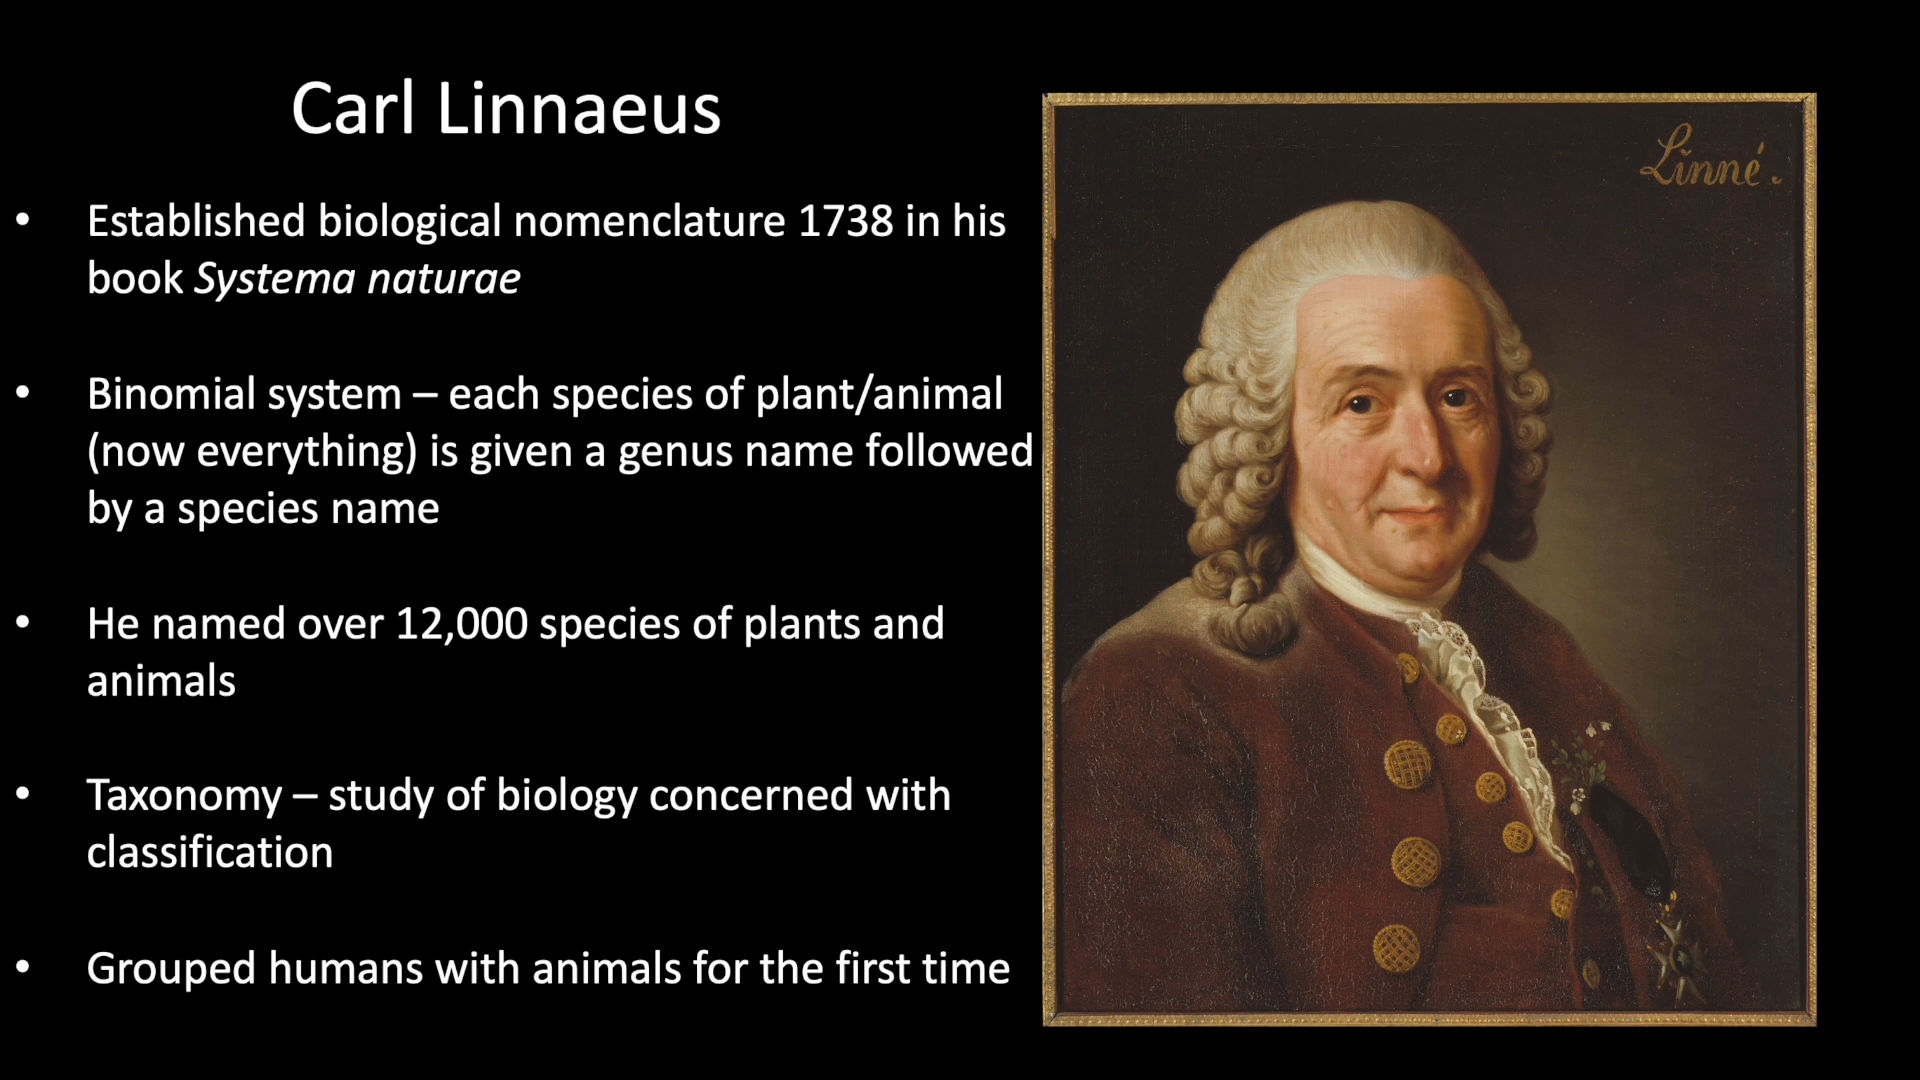 Carl Linnaeus
• Established biological nomenclature 1738 in his
book Systema naturae
• Binomial system – each species of plant/animal
(now everything) is given a genus name followed
by a species name
• He named over 12,000 species of plants and
animals
• Taxonomy – study of biology concerned with
classification
• Grouped humans with animals for the first time
Linné.